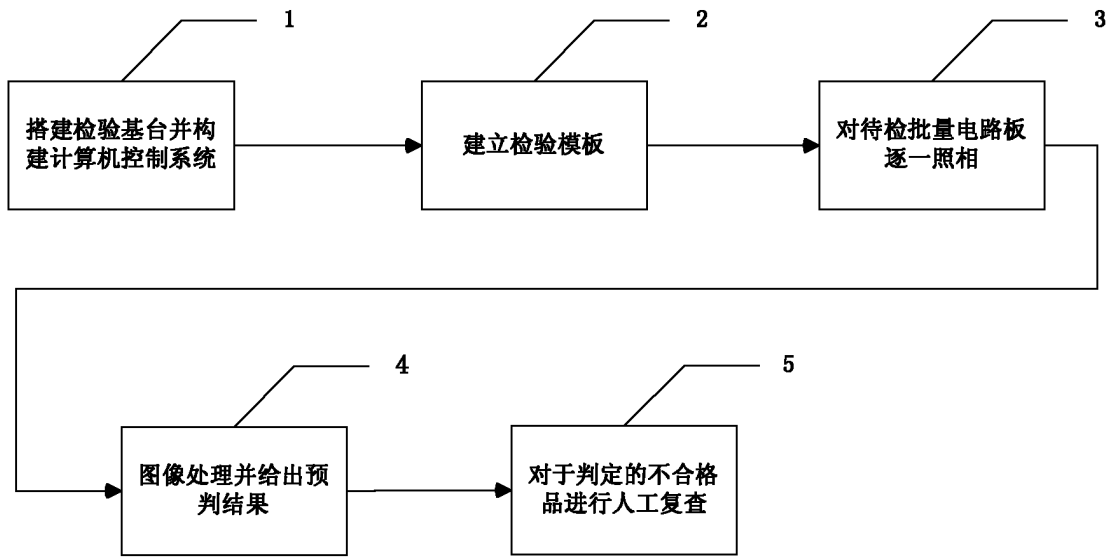 1
搭建检验基台并构
建计算机控制系统
2
建立检验模板
3
对待检批量电路板
逐一照相
4
图像处理并给出预
判结果
5
对于判定的不合格
品进行人工复查